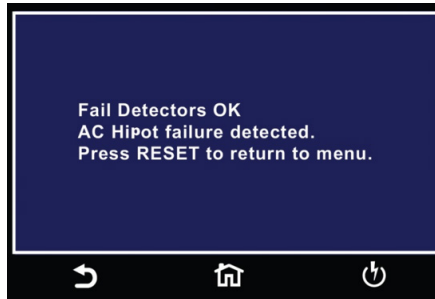 Fail Detectors OK
AC Hipot failure detected.
Press RESET to return to menu.